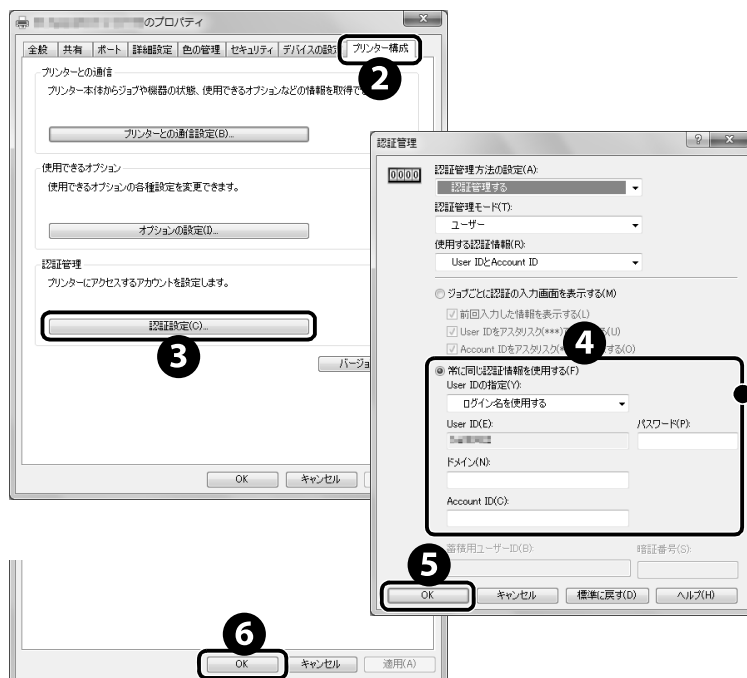 のプロパティ
全般 共有 ポート 詳細設定 色の管理 セキュリティ デバイスの設定 プリンター構成
2
プリンターとの通信
プリンター本体からジョブや機器の状態、使用できるオプションなどの情報を取得で
プリンターとの通信設定(B)...
使用できるオプション
使用できるオプションの各種設定を変更できます。
オプションの設定(I)...
認証管理
プリンターにアクセスするアカウントを設定します。
認証設定(C)...
3
バージョ
OK キャンセル
認証管理
0000
認証管理方法の設定(A):
認証管理する
認証管理モード(T):
ユーザー
使用する認証情報(R):
User IDとAccount ID
ジョブごとに認証の入力画面を表示する(M)
前回入力した情報を表示する(L)
User IDをアスタリスク(***)で する(U)
Account IDをアスタリスク(* する(O)
4
常に同じ認証情報を使用する(F)
User IDの指定(Y):
ログイン名を使用する
User ID(E): パスワード(P):
ドメイン(N):
Account ID(C):
蓄積用ユーザーID(B): 暗証番号(S):
5
OK キャンセル 標準に戻す(D) ヘルプ(H)
6
OK キャンセル 適用(A)